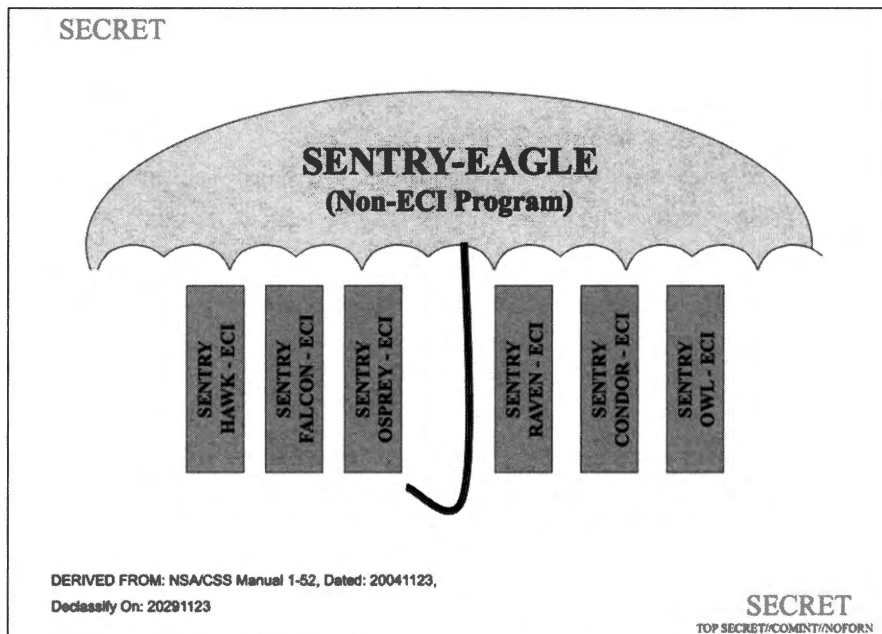 SECRET
SENTRY-EAGLE
(Non-ECI Program)
SENTRY
HAWK - ECI
SENTRY
FALCON - ECI
SENTRY
OSPREY - ECI
SENTRY
RAVEN - ECI
SENTRY
CONDOR - ECI
SENTRY
OWL - ECI
DERIVED FROM: NSA/CSS Manual 1-52, Dated: 20041123,
Declassify On: 20291123
SECRET
TOP SECRET//COMINT//NOFORN